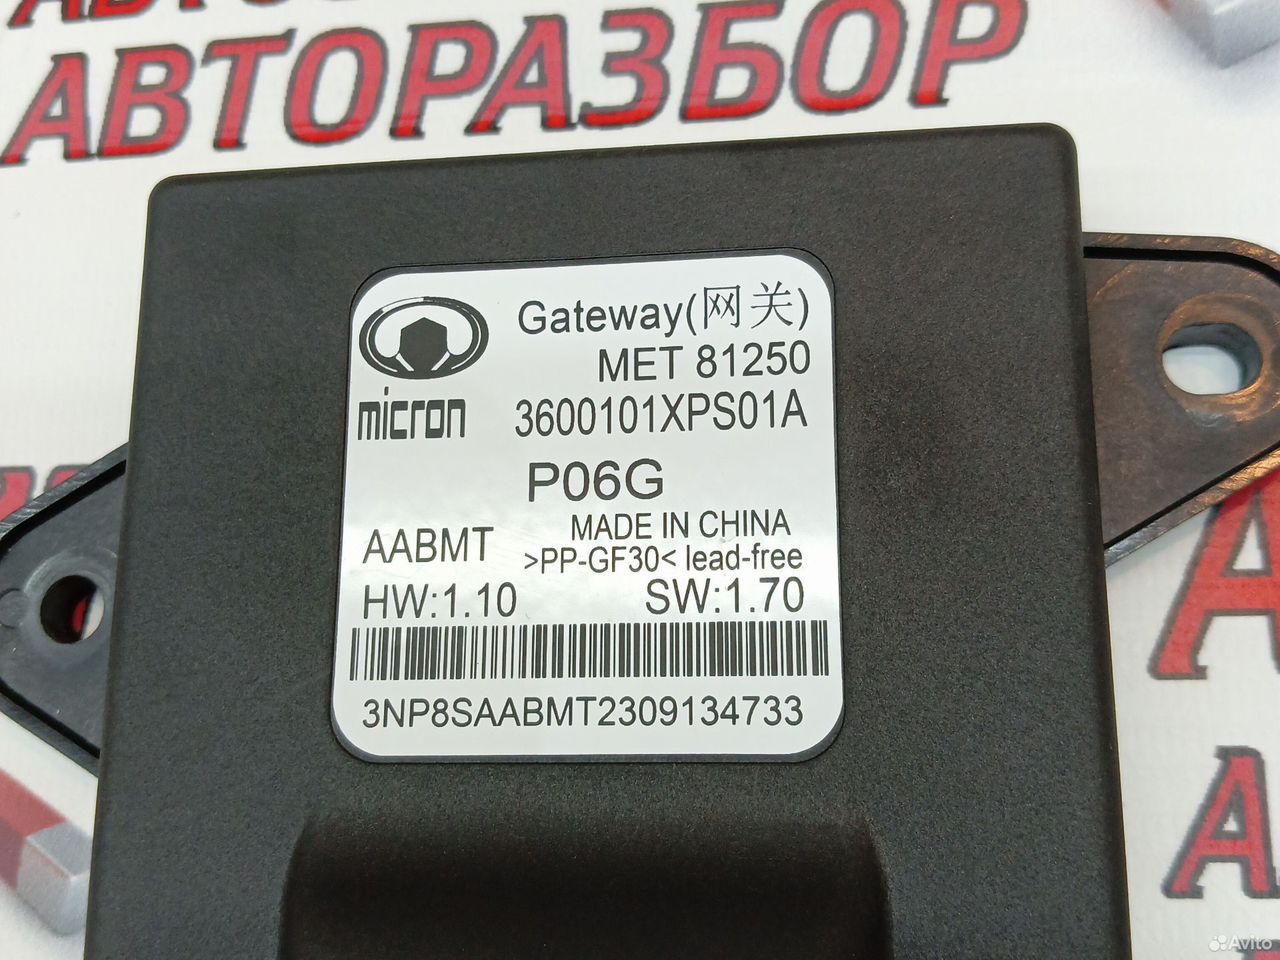 АВТОРАЗБОР
Gateway(网关)
MET 81250
micron
3600101XPS01A
P06G
MADE IN CHINA
AABMT
>PP-GF30< lead-free
HW:1.10
SW:1.70
3NP8SAABMT2309134733
Avito